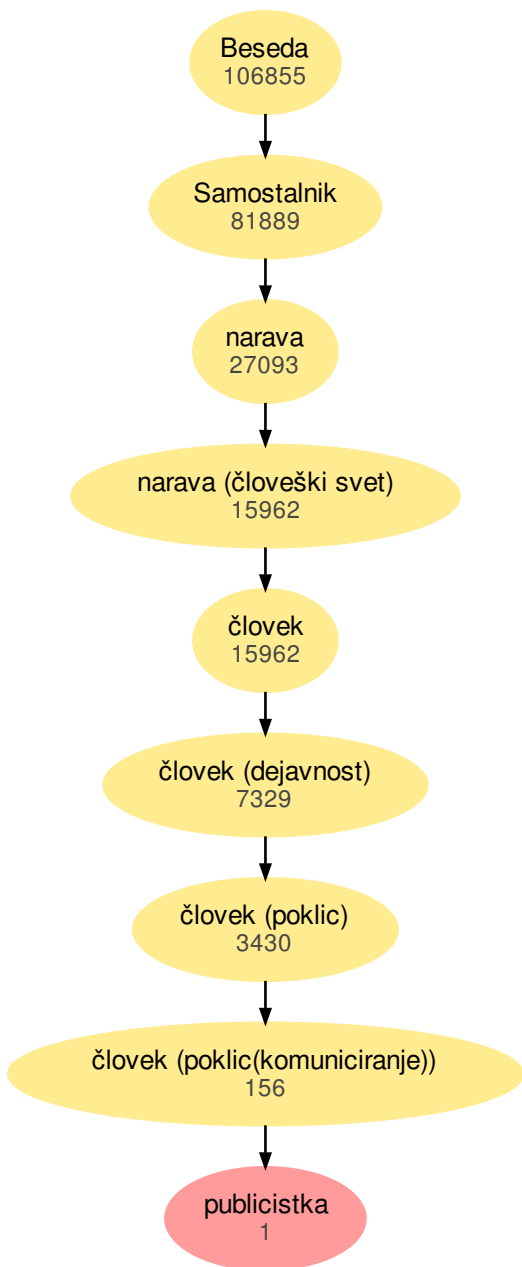 Beseda
106855
Samostalnik
81889
narava
27093
narava (človeški svet)
15962
človek
15962
človek (dejavnost)
7329
človek (poklic)
3430
človek (poklic(komuniciranje))
156
publicistka
1